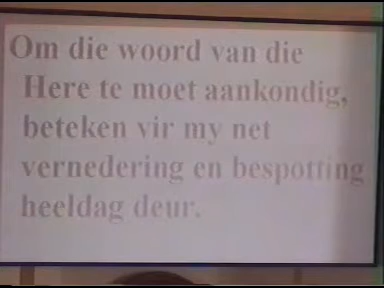 Om die woord van die
Here te moet aankondig,
beteken vir my net
vernedering en bespotting
heeldag deur.